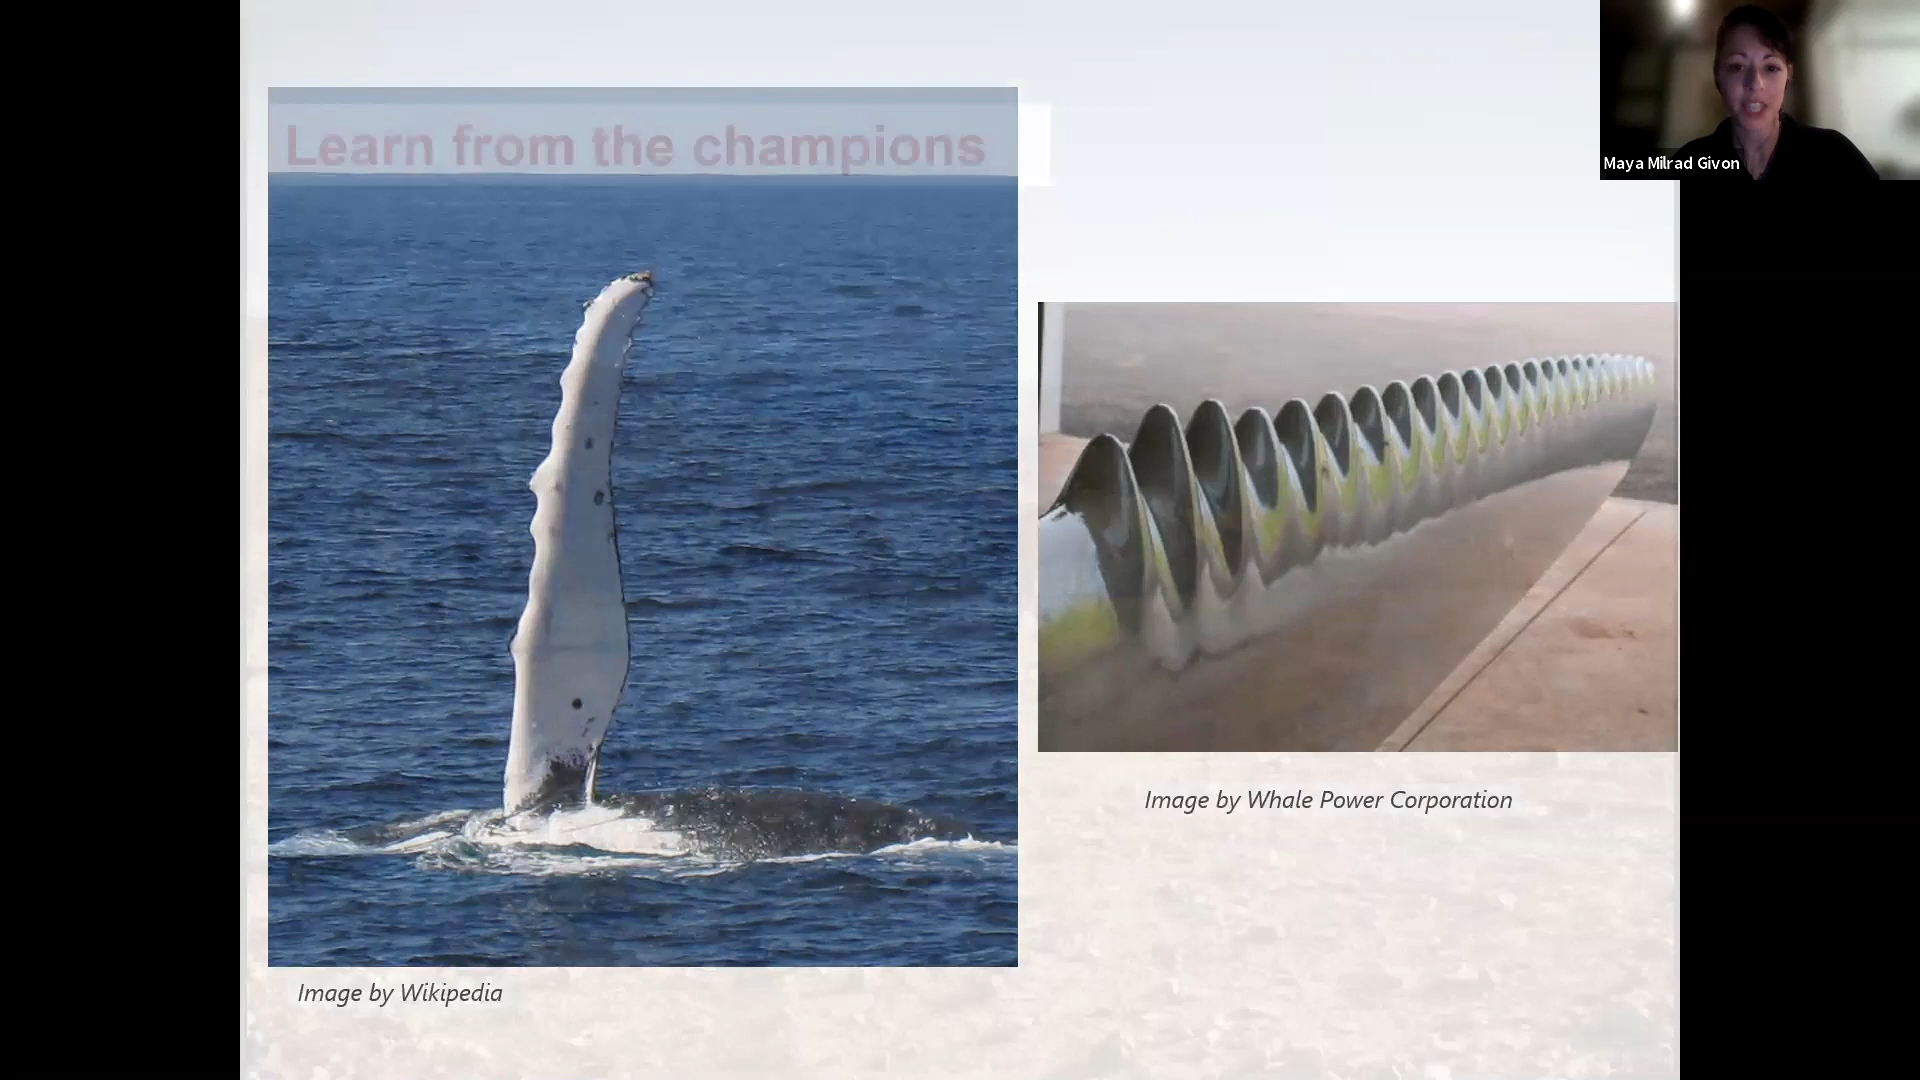 Learn from the champions
Maya Milrad Givon
Image by Whale Power Corporation
Image by Wikipedia